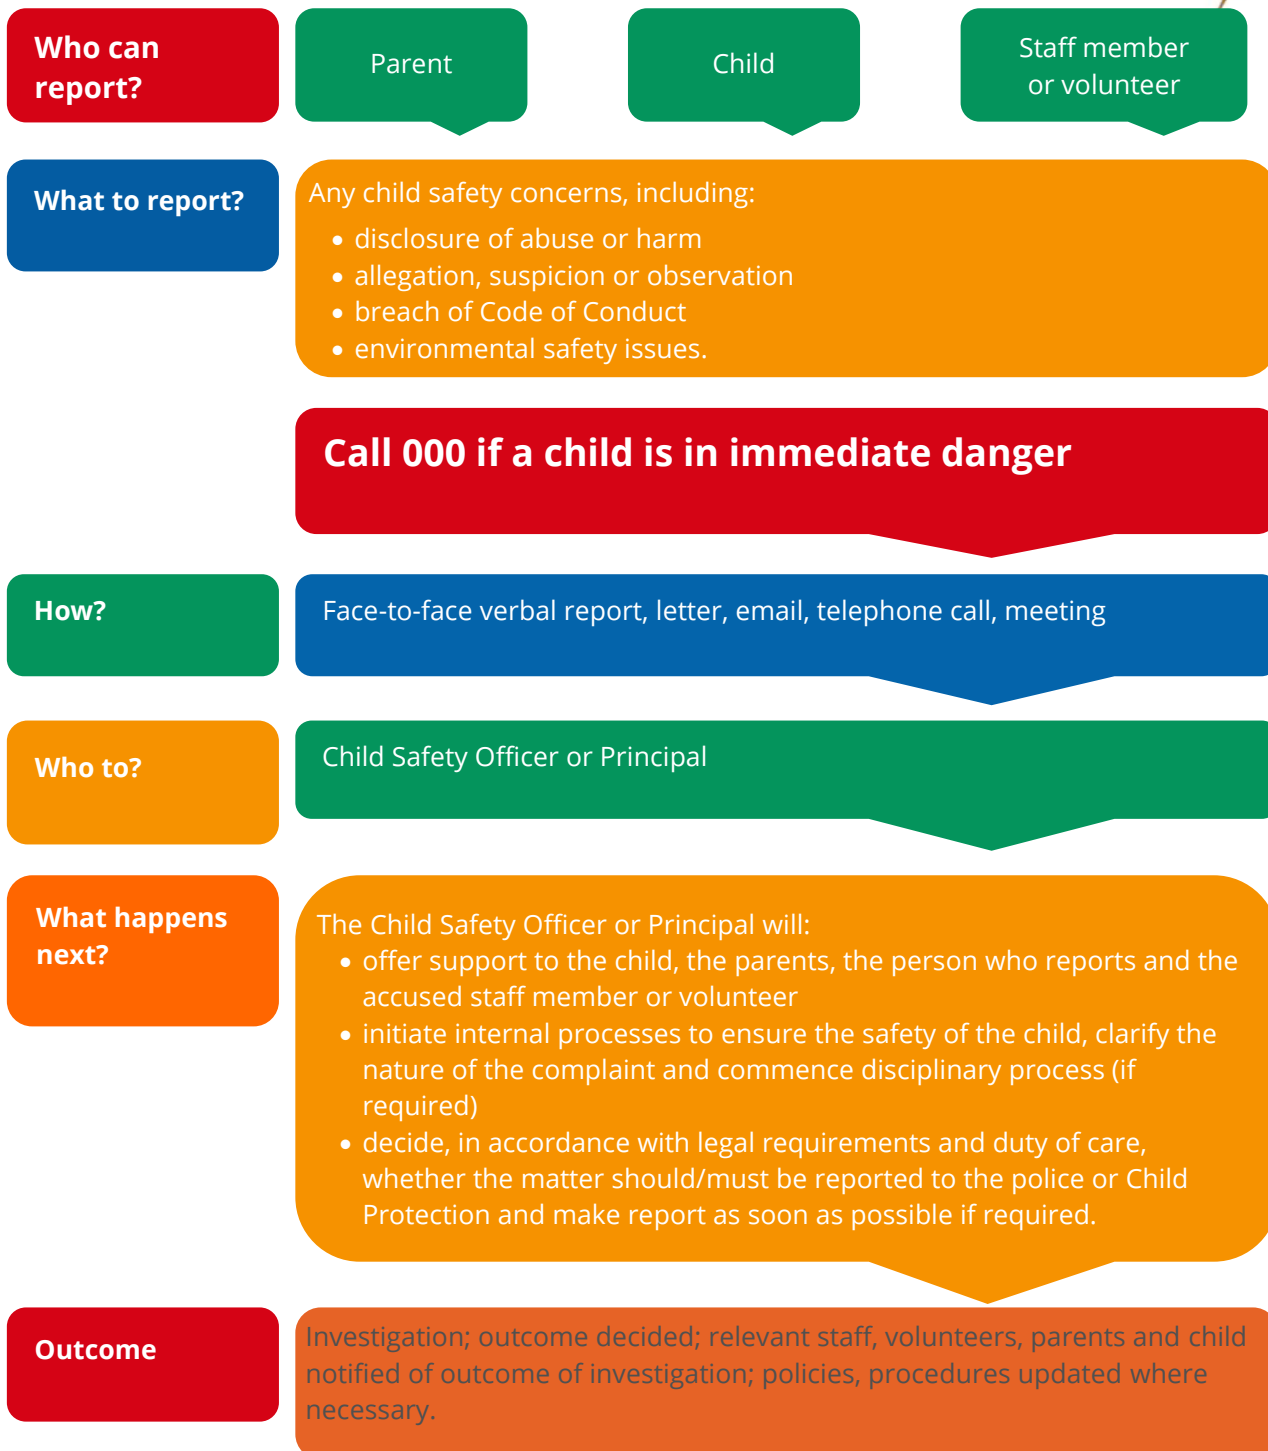 Who can
report?
Parent
Child
Staff member
or volunteer
What to report?
Any child safety concerns, including:
• disclosure of abuse or harm
• allegation, suspicion or observation
• breach of Code of Conduct
• environmental safety issues.
Call 000 if a child is in immediate danger
How?
Face-to-face verbal report, letter, email, telephone call, meeting
Who to?
Child Safety Officer or Principal
What happens
next?
The Child Safety Officer or Principal will:
• offer support to the child, the parents, the person who reports and the
accused staff member or volunteer
• initiate internal processes to ensure the safety of the child, clarify the
nature of the complaint and commence disciplinary process (if
required)
• decide, in accordance with legal requirements and duty of care,
whether the matter should/must be reported to the police or Child
Protection and make report as soon as possible if required.
Outcome
Investigation; outcome decided; relevant staff, volunteers, parents and child
notified of outcome of investigation; policies, procedures updated where
necessary.